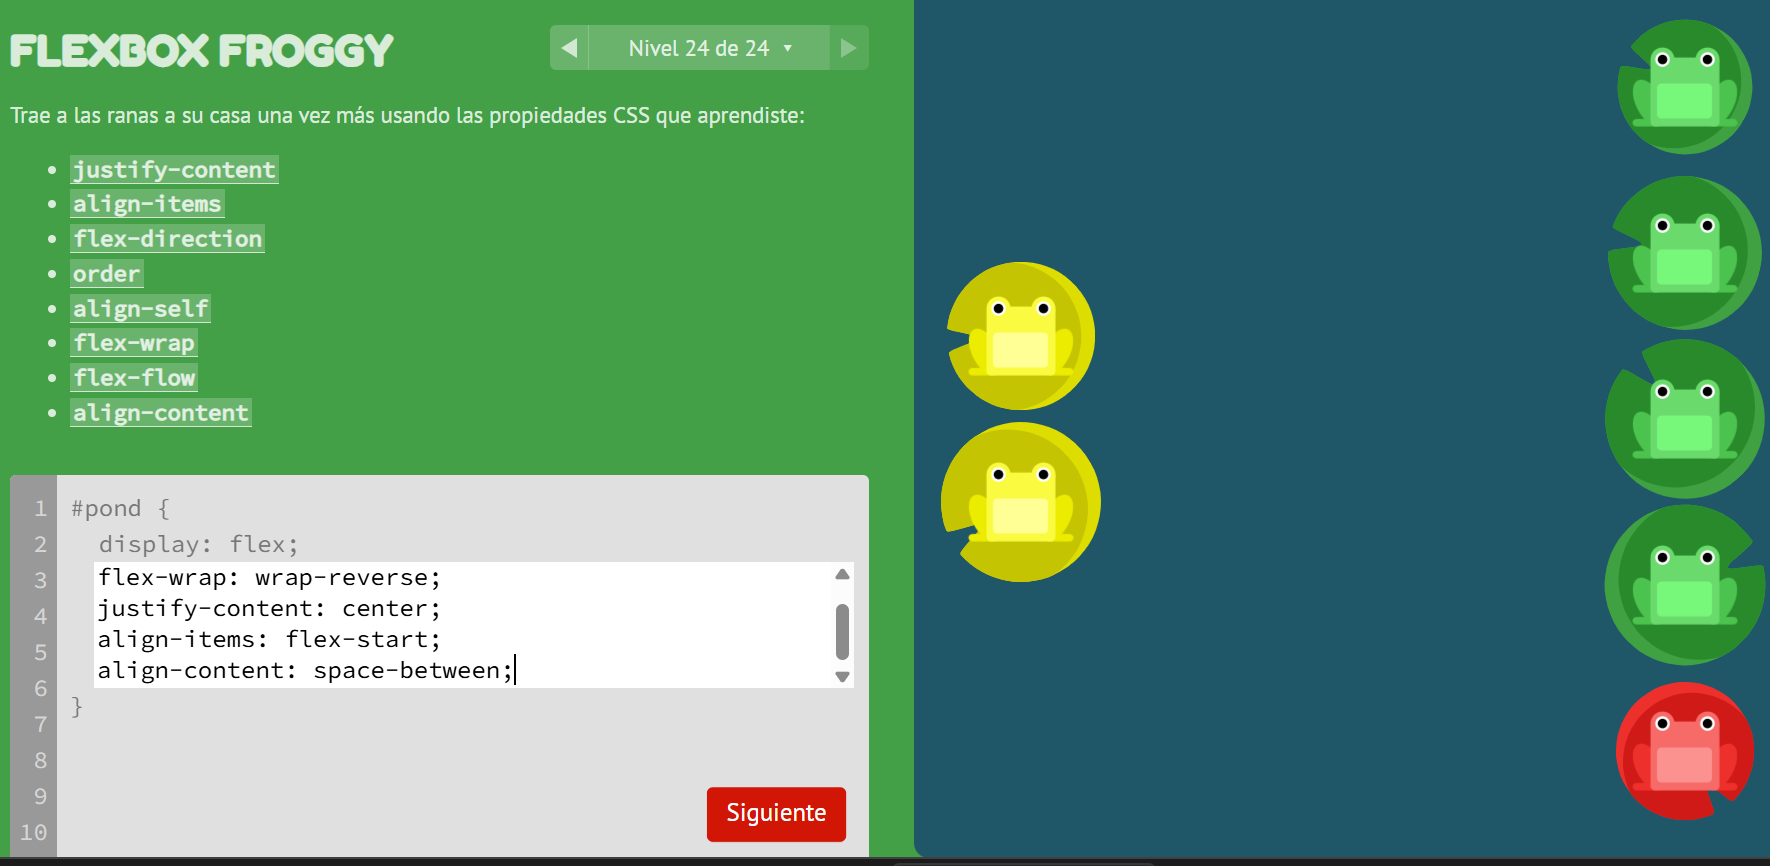 FLEXBOX FROGGY
Nivel 24 de 24
Trae a las ranas a su casa una vez más usando las propiedades CSS que aprendiste:
justify-content
align-items
flex-direction
order
align-self
flex-wrap
flex-flow
align-content
1 #pond {
2 display: flex;
3 flex-wrap: wrap-reverse;
4 justify-content: center;
5 align-items: flex-start;
6 align-content: space-between;
7 }
8
9
10
Siguiente